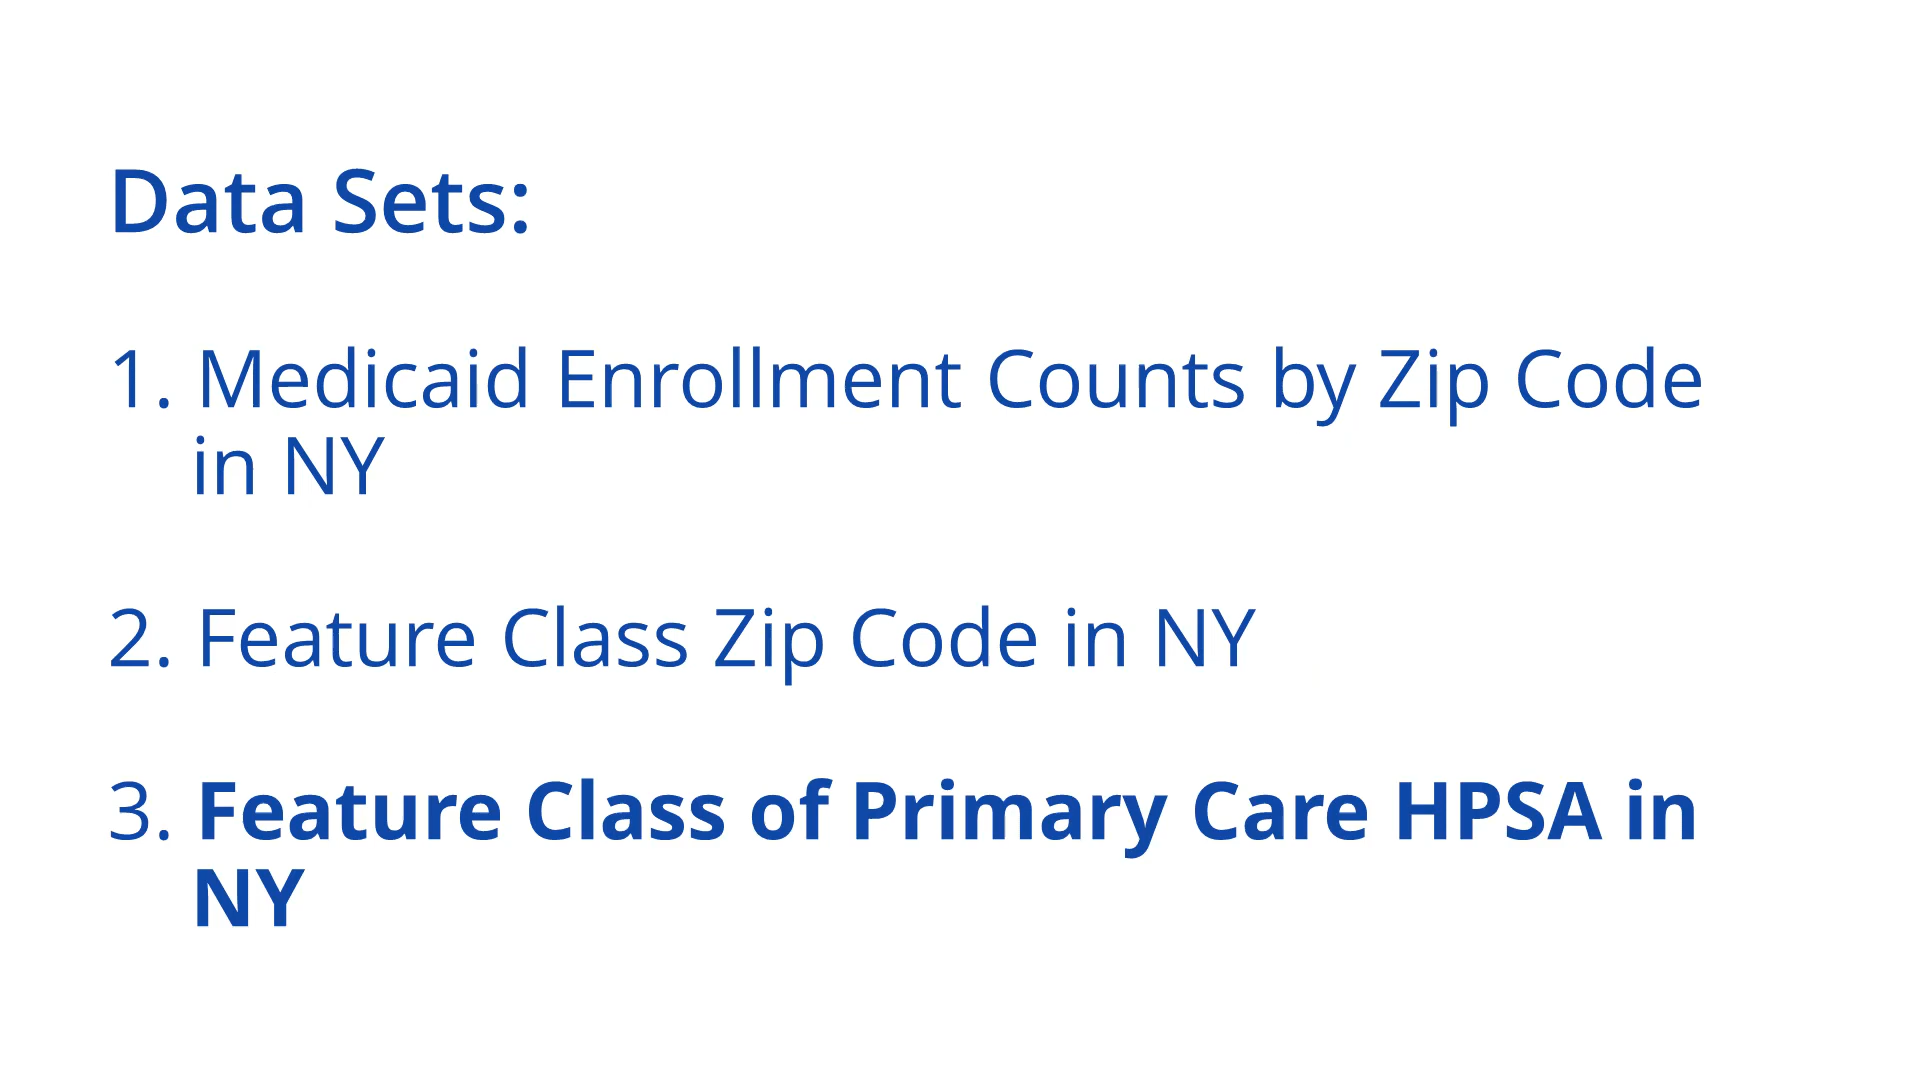 Data Sets:
1. Medicaid Enrollment Counts by Zip Code
in NY
2. Feature Class Zip Code in NY
3. Feature Class of Primary Care HPSA in
NY